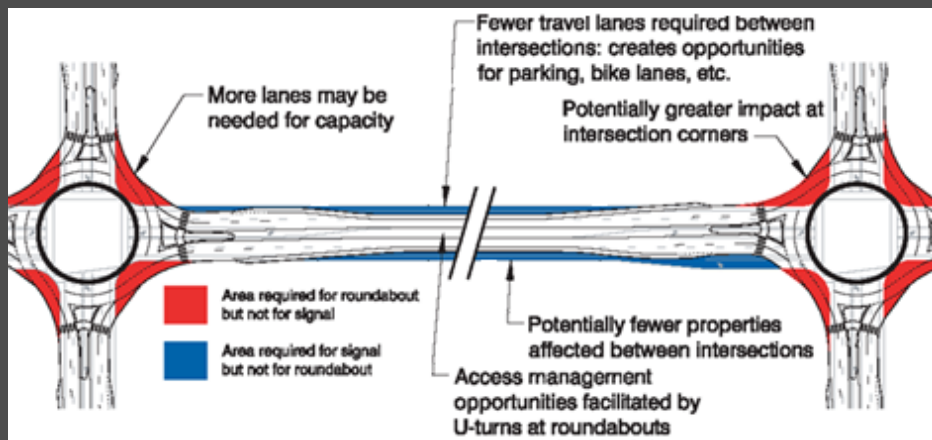 Fewer travel lanes required between
intersections: creates opportunities
for parking, bike lanes, etc.
More lanes may be
needed for capacity
Potentially greater impact at
intersection corners
Area required for roundabout
but not for signal
Area required for signal
but not for roundabout
Potentially fewer properties
affected between intersections
Access management
opportunities facilitated by
U-turns at roundabouts